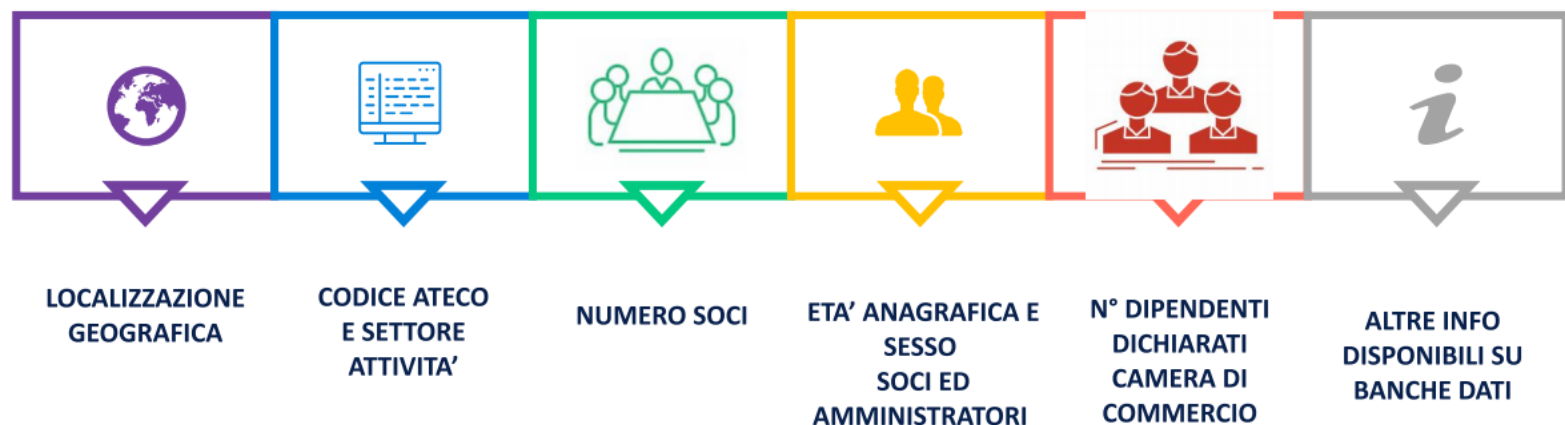 LOCALIZZAZIONE
GEOGRAFICA
CODICE ATECO
E SETTORE
ATTIVITA’
NUMERO SOCI
ETA’ ANAGRAFICA E
SESSO
SOCI ED
AMMINISTRATORI
N° DIPENDENTI
DICHIARATI
CAMERA DI
COMMERCIO
ALTRE INFO
DISPONIBILI SU
BANCHE DATI